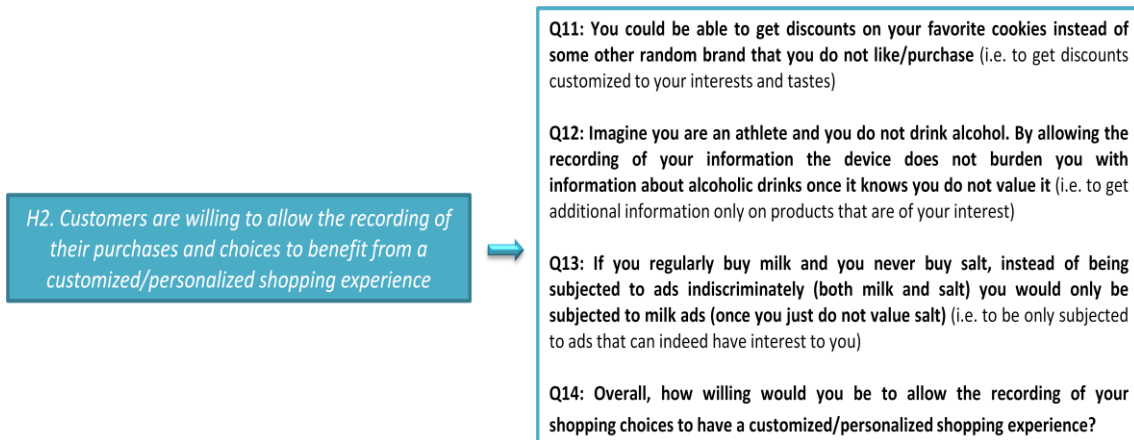 H2. Customers are willing to allow the recording of
their purchases and choices to benefit from a
customized/personalized shopping experience
Q11: You could be able to get discounts on your favorite cookies instead of
some other random brand that you do not like/purchase (i.e. to get discounts
customized to your interests and tastes)
Q12: Imagine you are an athlete and you do not drink alcohol. By allowing the
recording of your information the device does not burden you with
information about alcoholic drinks once it knows you do not value it (i.e. to get
additional information only on products that are of your interest)
Q13: If you regularly buy milk and you never buy salt, instead of being
subjected to ads indiscriminately (both milk and salt) you would only be
subjected to milk ads (once you just do not value salt) (i.e. to be only subjected
to ads that can indeed have interest to you)
Q14: Overall, how willing would you be to allow the recording of your
shopping choices to have a customized/personalized shopping experience?